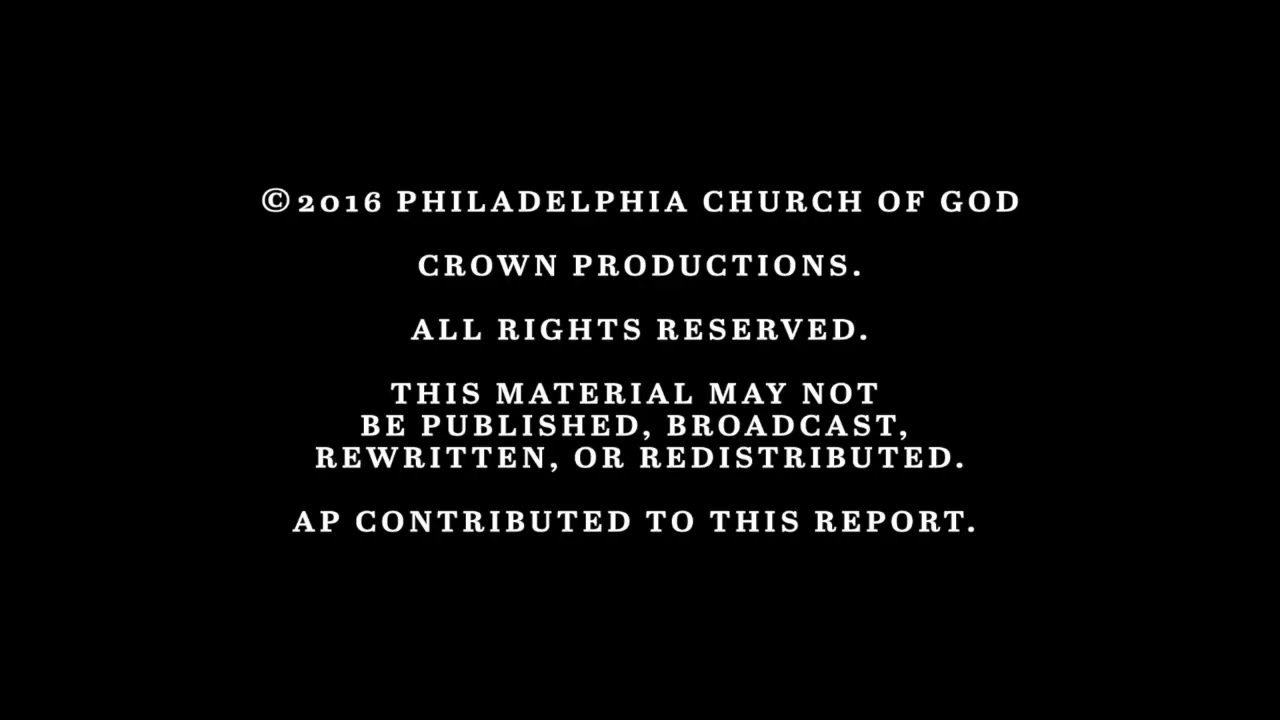 ©2016 PHILADELPHIA CHURCH OF GOD
CROWN PRODUCTIONS.
ALL RIGHTS RESERVED.
THIS MATERIAL MAY NOT
BE PUBLISHED, BROADCAST,
REWRITTEN, OR REDISTRIBUTED.
AP CONTRIBUTED TO THIS REPORT.